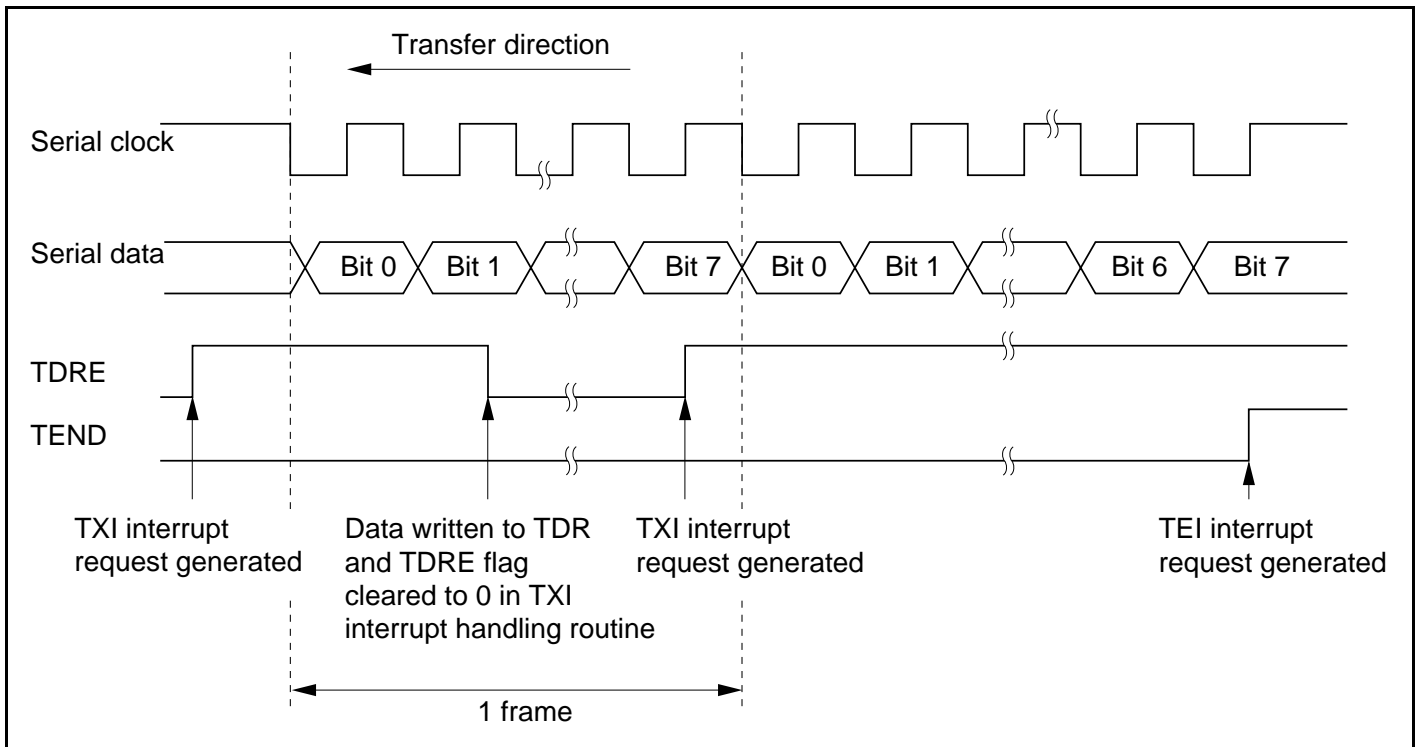 Transfer direction
Serial clock
Serial data
Bit 0
Bit 1
Bit 7
Bit 0
Bit 1
Bit 6
Bit 7
TDRE
TEND
TXI interrupt
request generated
Data written to TDR
and TDRE flag
cleared to 0 in TXI
interrupt handling routine
TXI interrupt
request generated
TEI interrupt
request generated
1 frame